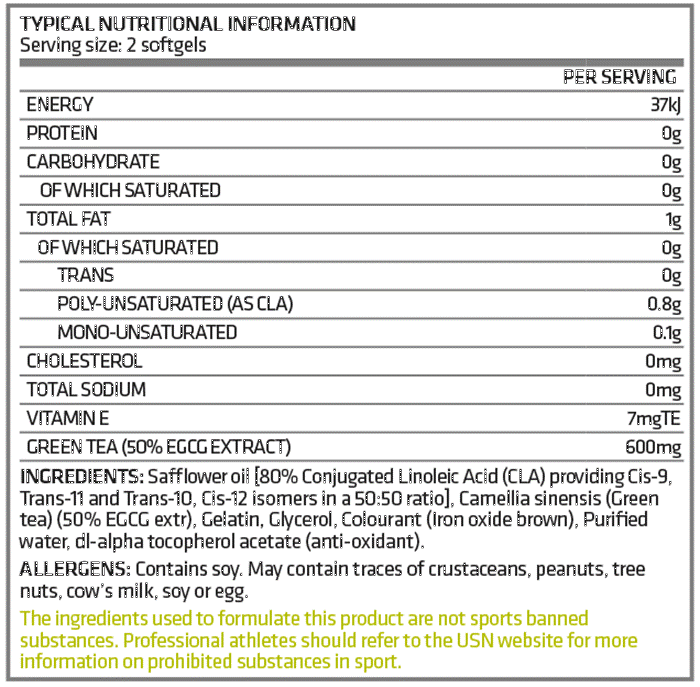 TYPICAL NUTRITIONAL INFORMATION
Serving size: 2 softgels
PER SERVING
ENERGY 37kJ
PROTEIN 0g
CARBOHYDRATE 0g
OF WHICH SATURATED 0g
TOTAL FAT 1g
OF WHICH SATURATED 0g
TRANS 0g
POLY-UNSATURATED (AS CLA) 0.8g
MONO-UNSATURATED 0.1g
CHOLESTEROL 0mg
TOTAL SODIUM 0mg
VITAMIN E 7mgTE
GREEN TEA (50% EGCG EXTRACT) 600mg
INGREDIENTS: Safflower oil [80% Conjugated Linoleic Acid (CLA) providing Cis-9,
Trans-11 and Trans-10, Cis-12 isomers in a 50:50 ratio], Camellia sinensis (Green
tea) (50% EGCG extr), Gelatin, Glycerol, Colourant (Iron oxide brown), Purified
water, dl-alpha tocopherol acetate (anti-oxidant).
ALLERGENS: Contains soy. May contain traces of crustaceans, peanuts, tree
nuts, cow's milk, soy or egg.
The ingredients used to formulate this product are not sports banned
substances. Professional athletes should refer to the USN website for more
information on prohibited substances in sport.